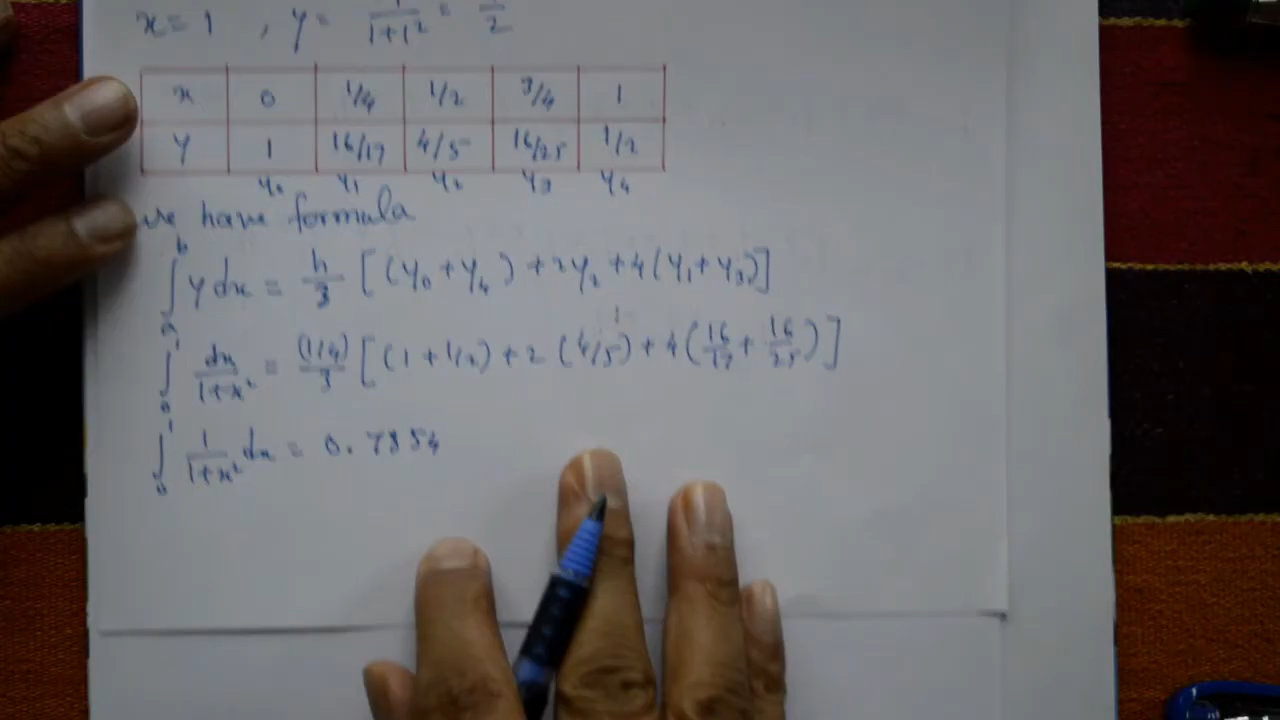 x = 1 , y = 1/(1+1²) = 1/2
x 0 1/4 1/2 3/4 1
y 1 16/17 4/5 16/25 1/2
y₀ y₁ y₂ y₃ y₄
we have formula
∫ₐᵇ y dx = h/3 [(y₀ + y₄) + 2y₂ + 4(y₁ + y₃)]
∫₀¹ dx/(1+x²) = (1/4)/3 [(1 + 1/2) + 2 (4/5) + 4(16/17 + 16/25)]
∫₀¹ 1/(1+x²) dx = 0.7854